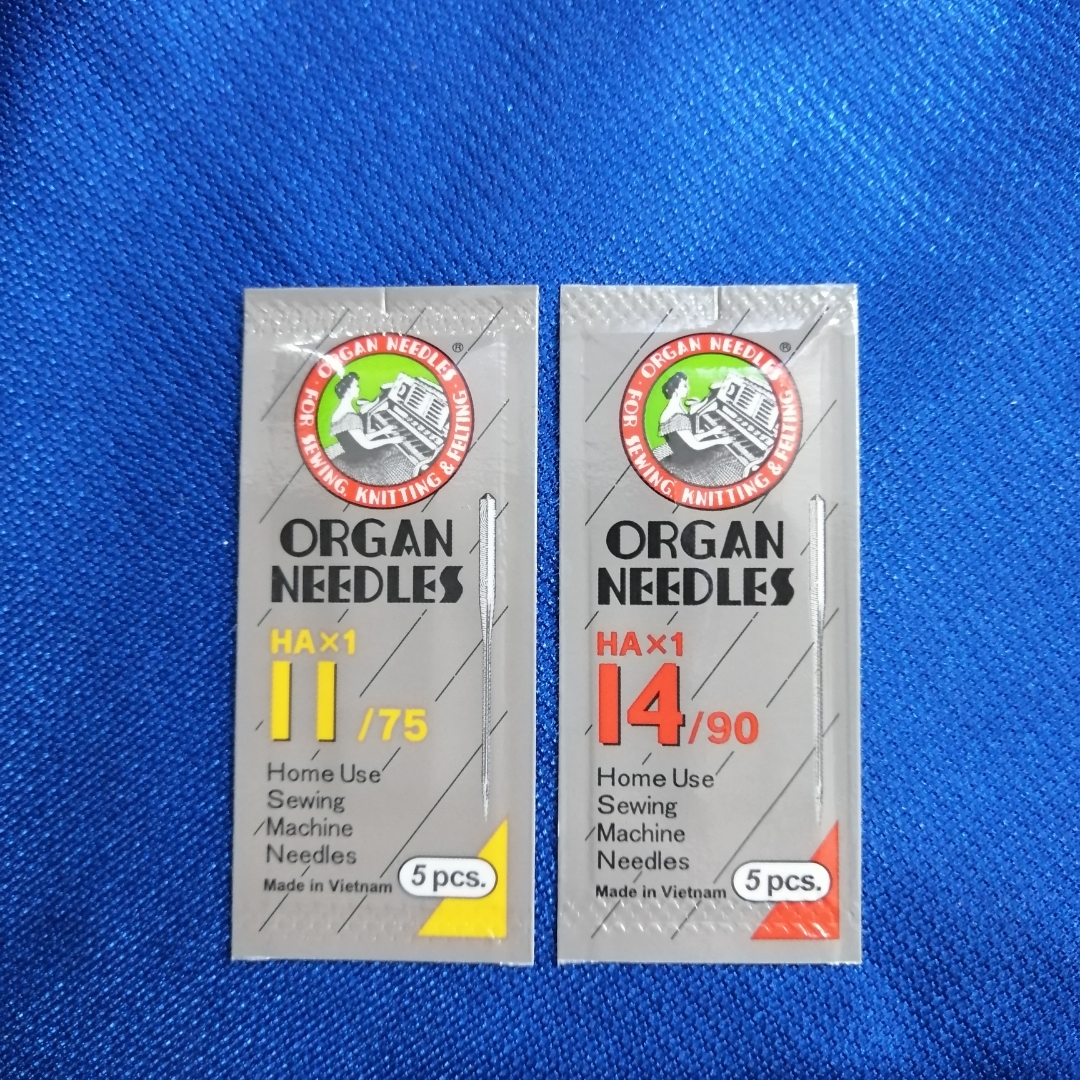 ORGAN NEEDLES
· FOR SEWING, KNITTING & FELTING ·
®
ORGAN
NEEDLES
HA×1
11/75
Home Use
Sewing
Machine
Needles
Made in Vietnam
5 pcs.
ORGAN NEEDLES
· FOR SEWING, KNITTING & FELTING ·
®
ORGAN
NEEDLES
HA×1
14/90
Home Use
Sewing
Machine
Needles
Made in Vietnam
5 pcs.